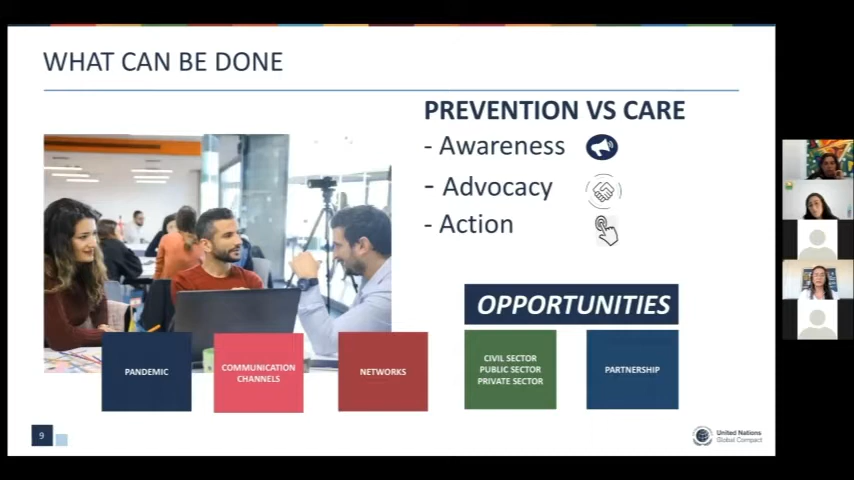 WHAT CAN BE DONE
PREVENTION VS CARE
- Awareness
- Advocacy
- Action
OPPORTUNITIES
PANDEMIC
COMMUNICATION
CHANNELS
NETWORKS
CIVIL SECTOR
PUBLIC SECTOR
PRIVATE SECTOR
PARTNERSHIP
9
United Nations
Global Compact